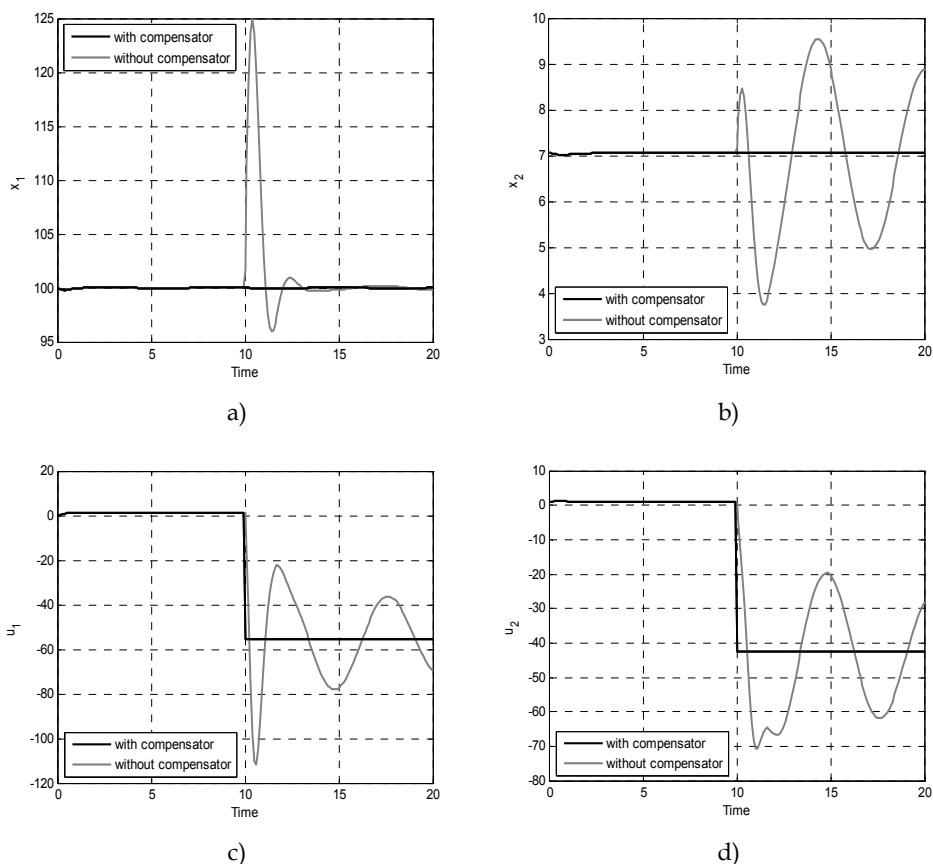 125
120
115
110
105
100
95
x1
with compensator
without compensator
0
5
10
15
20
Time
a)
10
9
8
7
6
5
4
3
x2
with compensator
without compensator
0
5
10
15
20
Time
b)
20
0
-20
-40
-60
-80
-100
-120
u1
with compensator
without compensator
0
5
10
15
20
Time
c)
10
0
-10
-20
-30
-40
-50
-60
-70
-80
u2
with compensator
without compensator
0
5
10
15
20
Time
d)